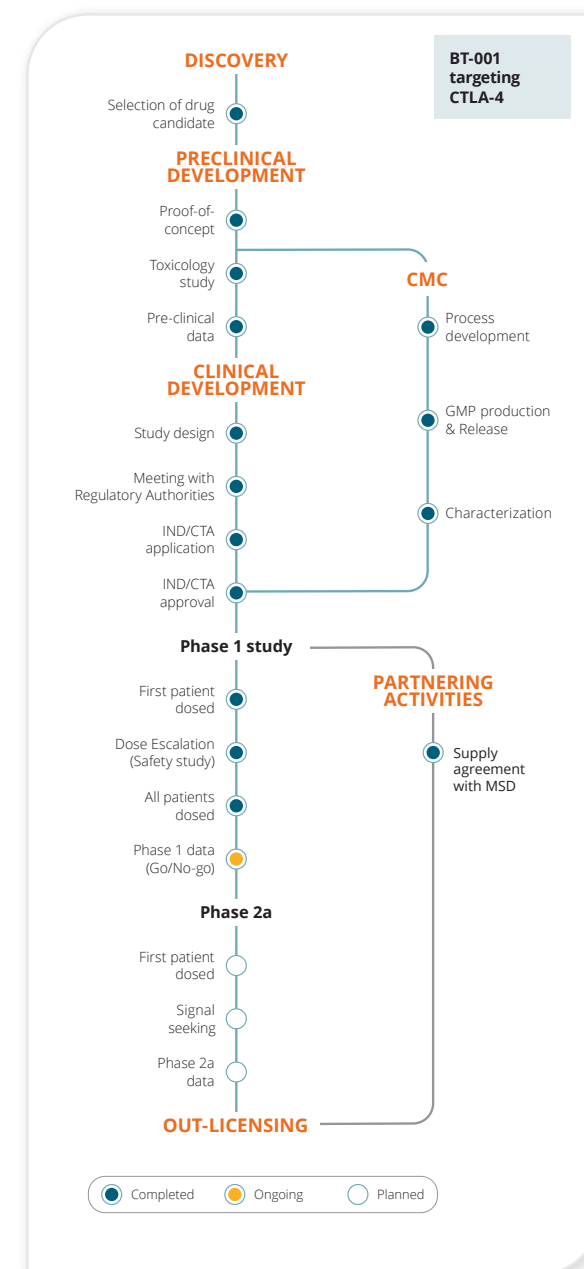 DISCOVERY
BT-001
targeting
CTLA-4
Selection of drug
candidate
PRECLINICAL
DEVELOPMENT
Proof-of-
concept
Toxicology
study
CMC
Pre-clinical
data
Process
development
CLINICAL
DEVELOPMENT
GMP production
& Release
Study design
Meeting with
Regulatory Authorities
Characterization
IND/CTA
application
IND/CTA
approval
Phase 1 study
PARTNERING
ACTIVITIES
First patient
dosed
Dose Escalation
(Safety study)
Supply
agreement
with MSD
All patients
dosed
Phase 1 data
(Go/No-go)
Phase 2a
First patient
dosed
Signal
seeking
Phase 2a
data
OUT-LICENSING
Completed
Ongoing
Planned